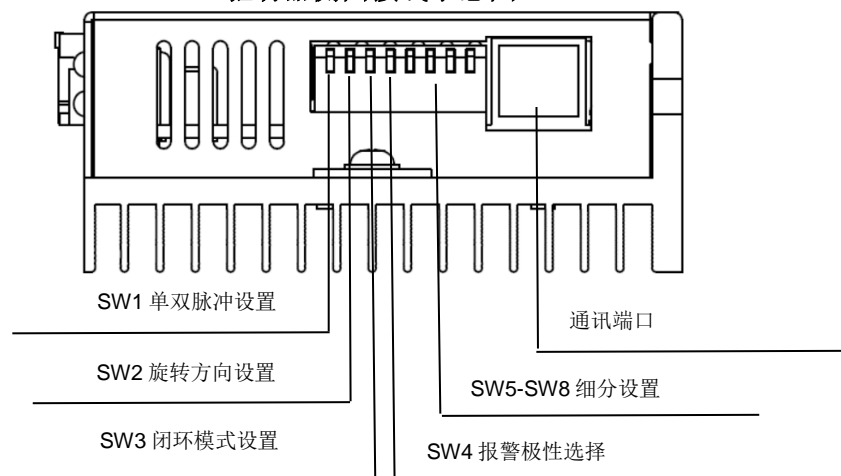 SW1 单双脉冲设置
通讯端口
SW2 旋转方向设置
SW5-SW8 细分设置
SW3 闭环模式设置
SW4 报警极性选择